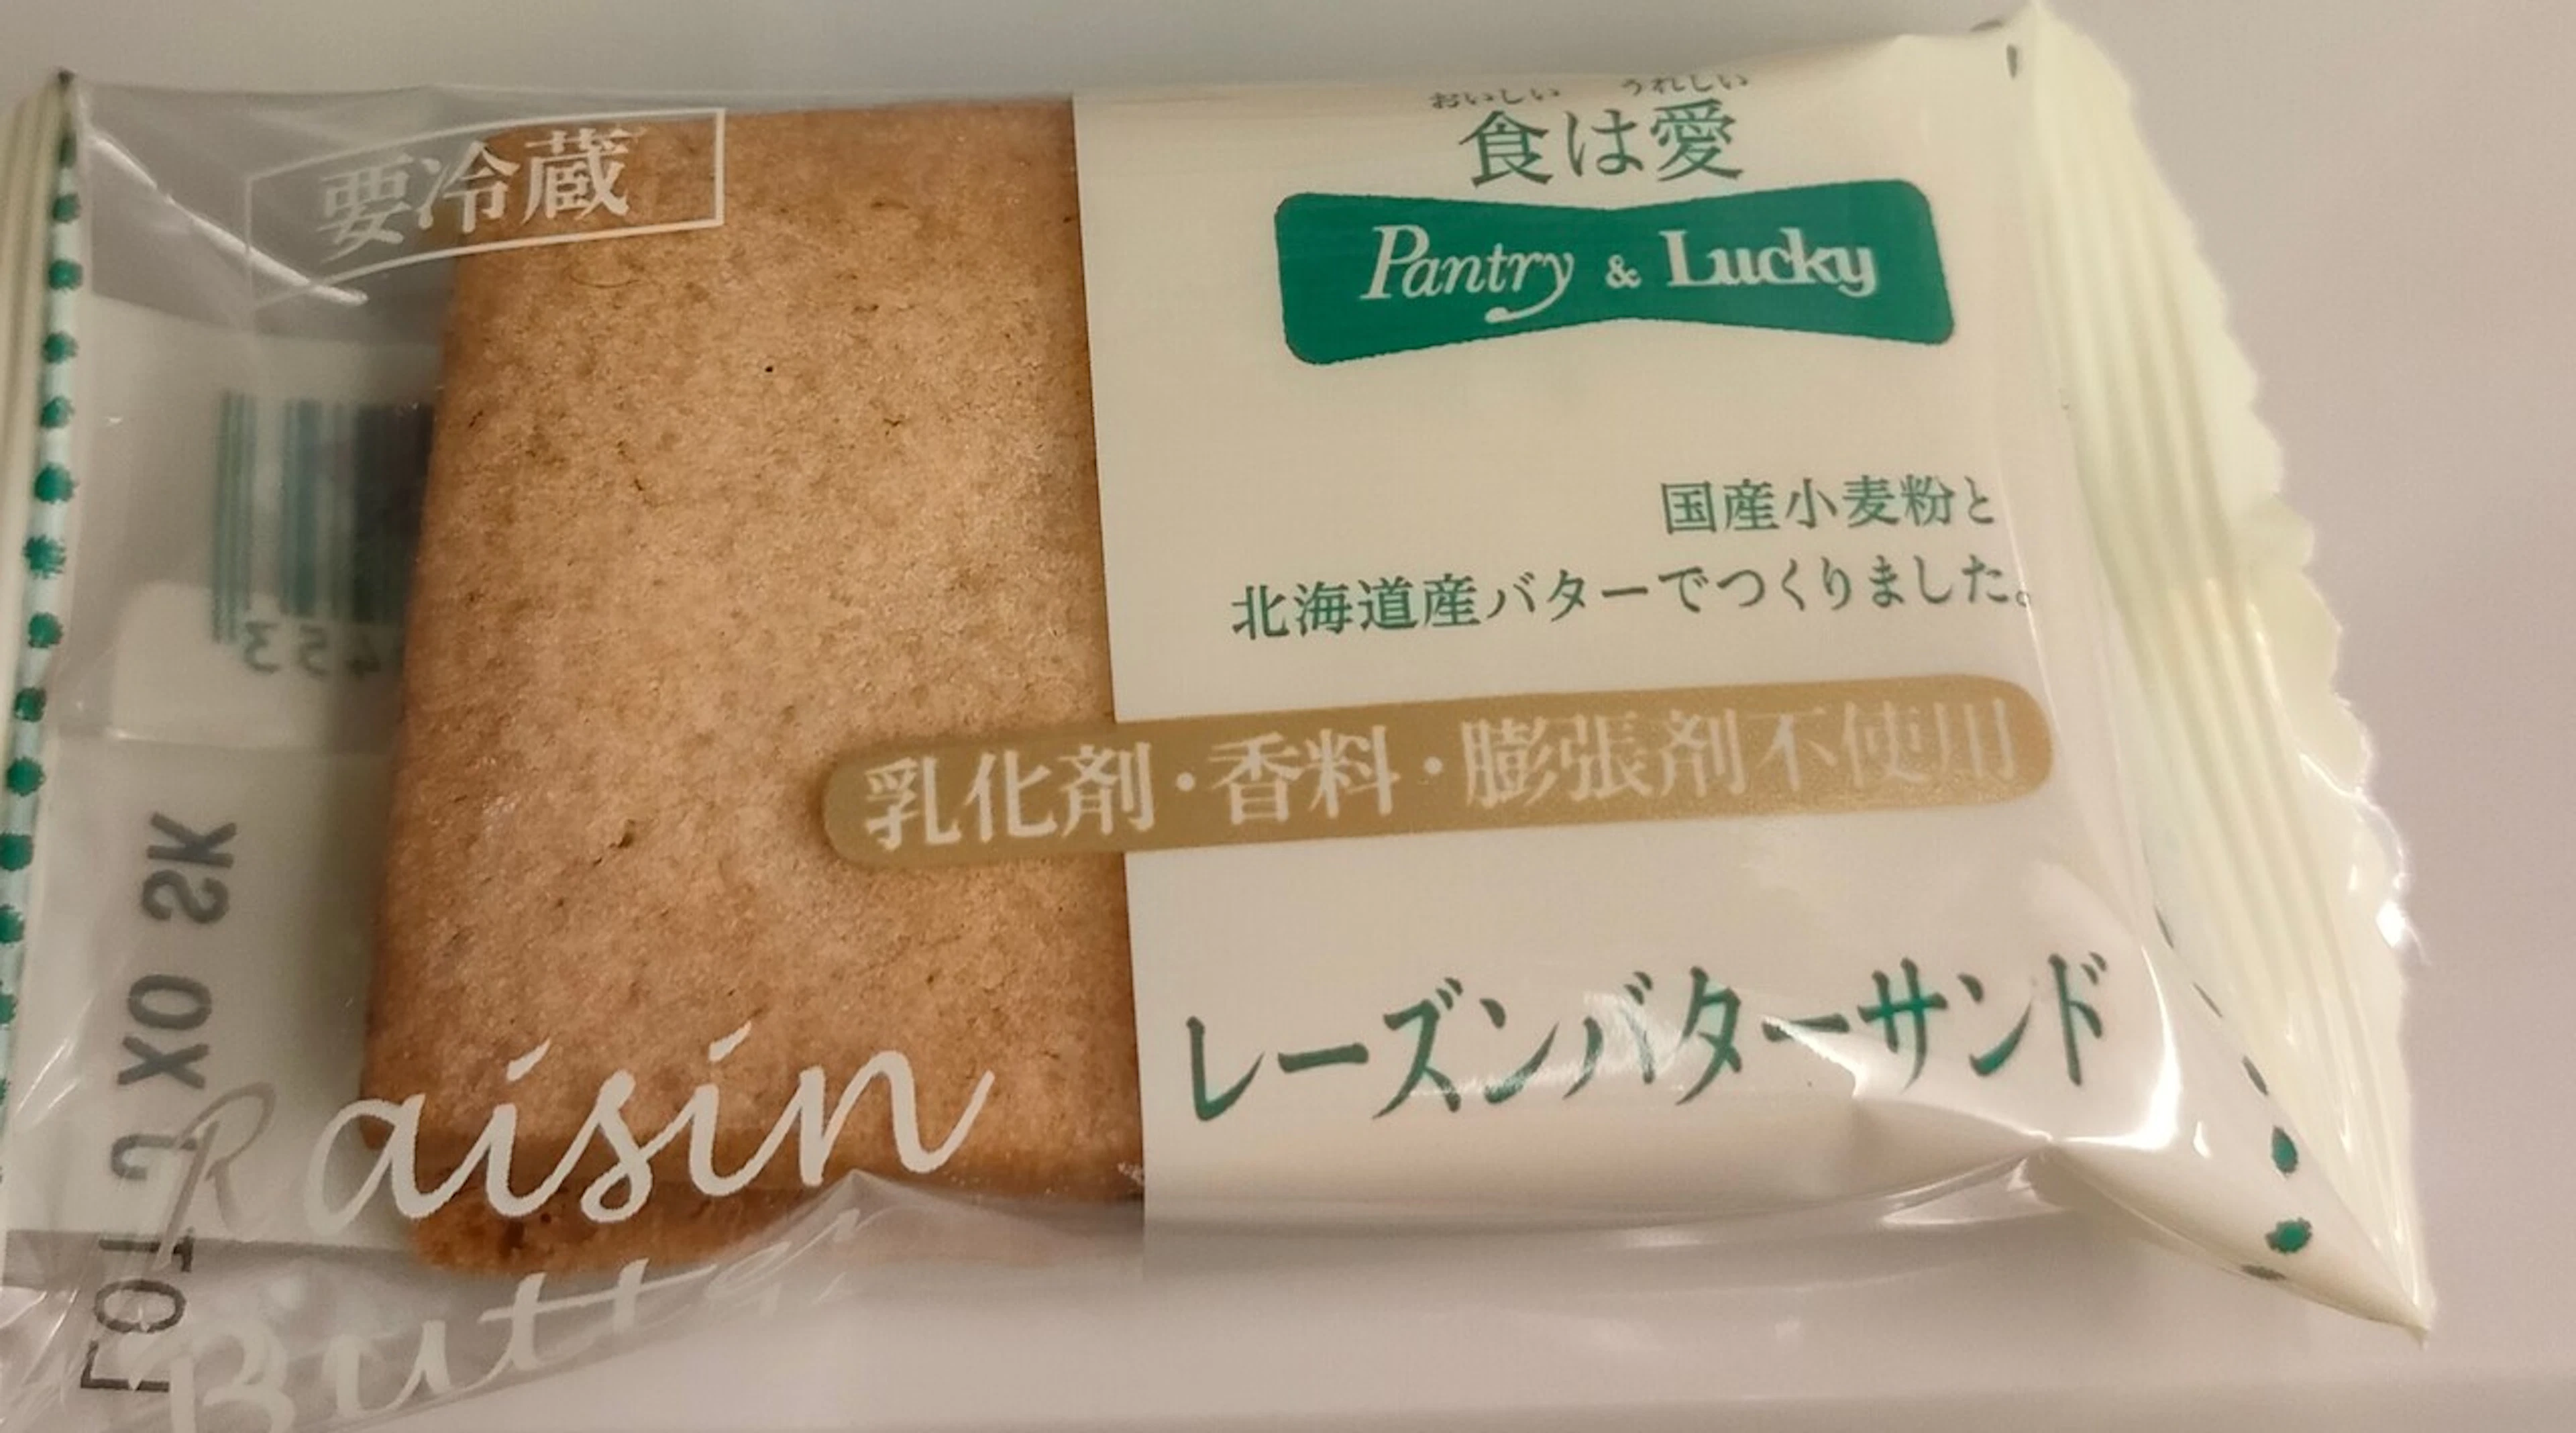 要冷蔵
おいしい うれしい
食は愛
Pantry & Lucky
国産小麦粉と
北海道産バターでつくりました。
乳化剤・香料・膨張剤不使用
レーズンバターサンド
Raisin
Butter
453